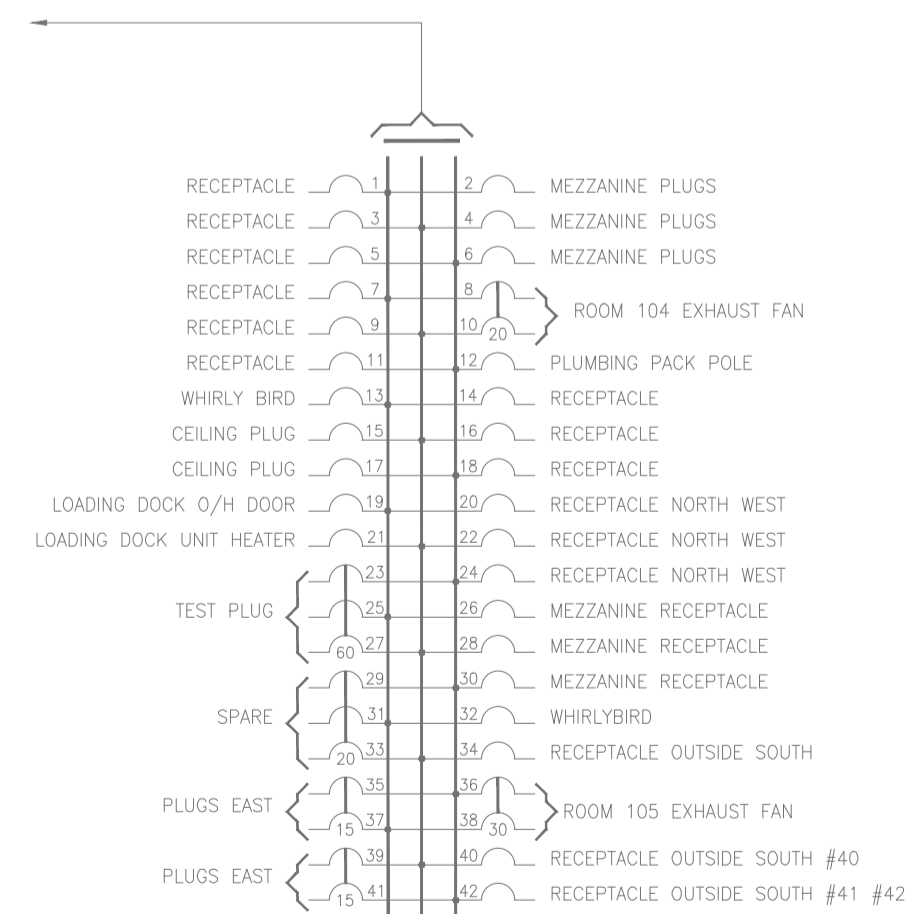 RECEPTACLE 1 2 MEZZANINE PLUGS
RECEPTACLE 3 4 MEZZANINE PLUGS
RECEPTACLE 5 6 MEZZANINE PLUGS
RECEPTACLE 7 8
ROOM 104 EXHAUST FAN
RECEPTACLE 9 10 20
RECEPTACLE 11 12 PLUMBING PACK POLE
WHIRLY BIRD 13 14 RECEPTACLE
CEILING PLUG 15 16 RECEPTACLE
CEILING PLUG 17 18 RECEPTACLE
LOADING DOCK O/H DOOR 19 20 RECEPTACLE NORTH WEST
LOADING DOCK UNIT HEATER 21 22 RECEPTACLE NORTH WEST
23 24 RECEPTACLE NORTH WEST
TEST PLUG 25 26 MEZZANINE RECEPTACLE
60 27 28 MEZZANINE RECEPTACLE
29 30 MEZZANINE RECEPTACLE
SPARE 31 32 WHIRLYBIRD
20 33 34 RECEPTACLE OUTSIDE SOUTH
35 36
PLUGS EAST ROOM 105 EXHAUST FAN
15 37 38 30
39 40 RECEPTACLE OUTSIDE SOUTH #40
PLUGS EAST
15 41 42 RECEPTACLE OUTSIDE SOUTH #41 #42